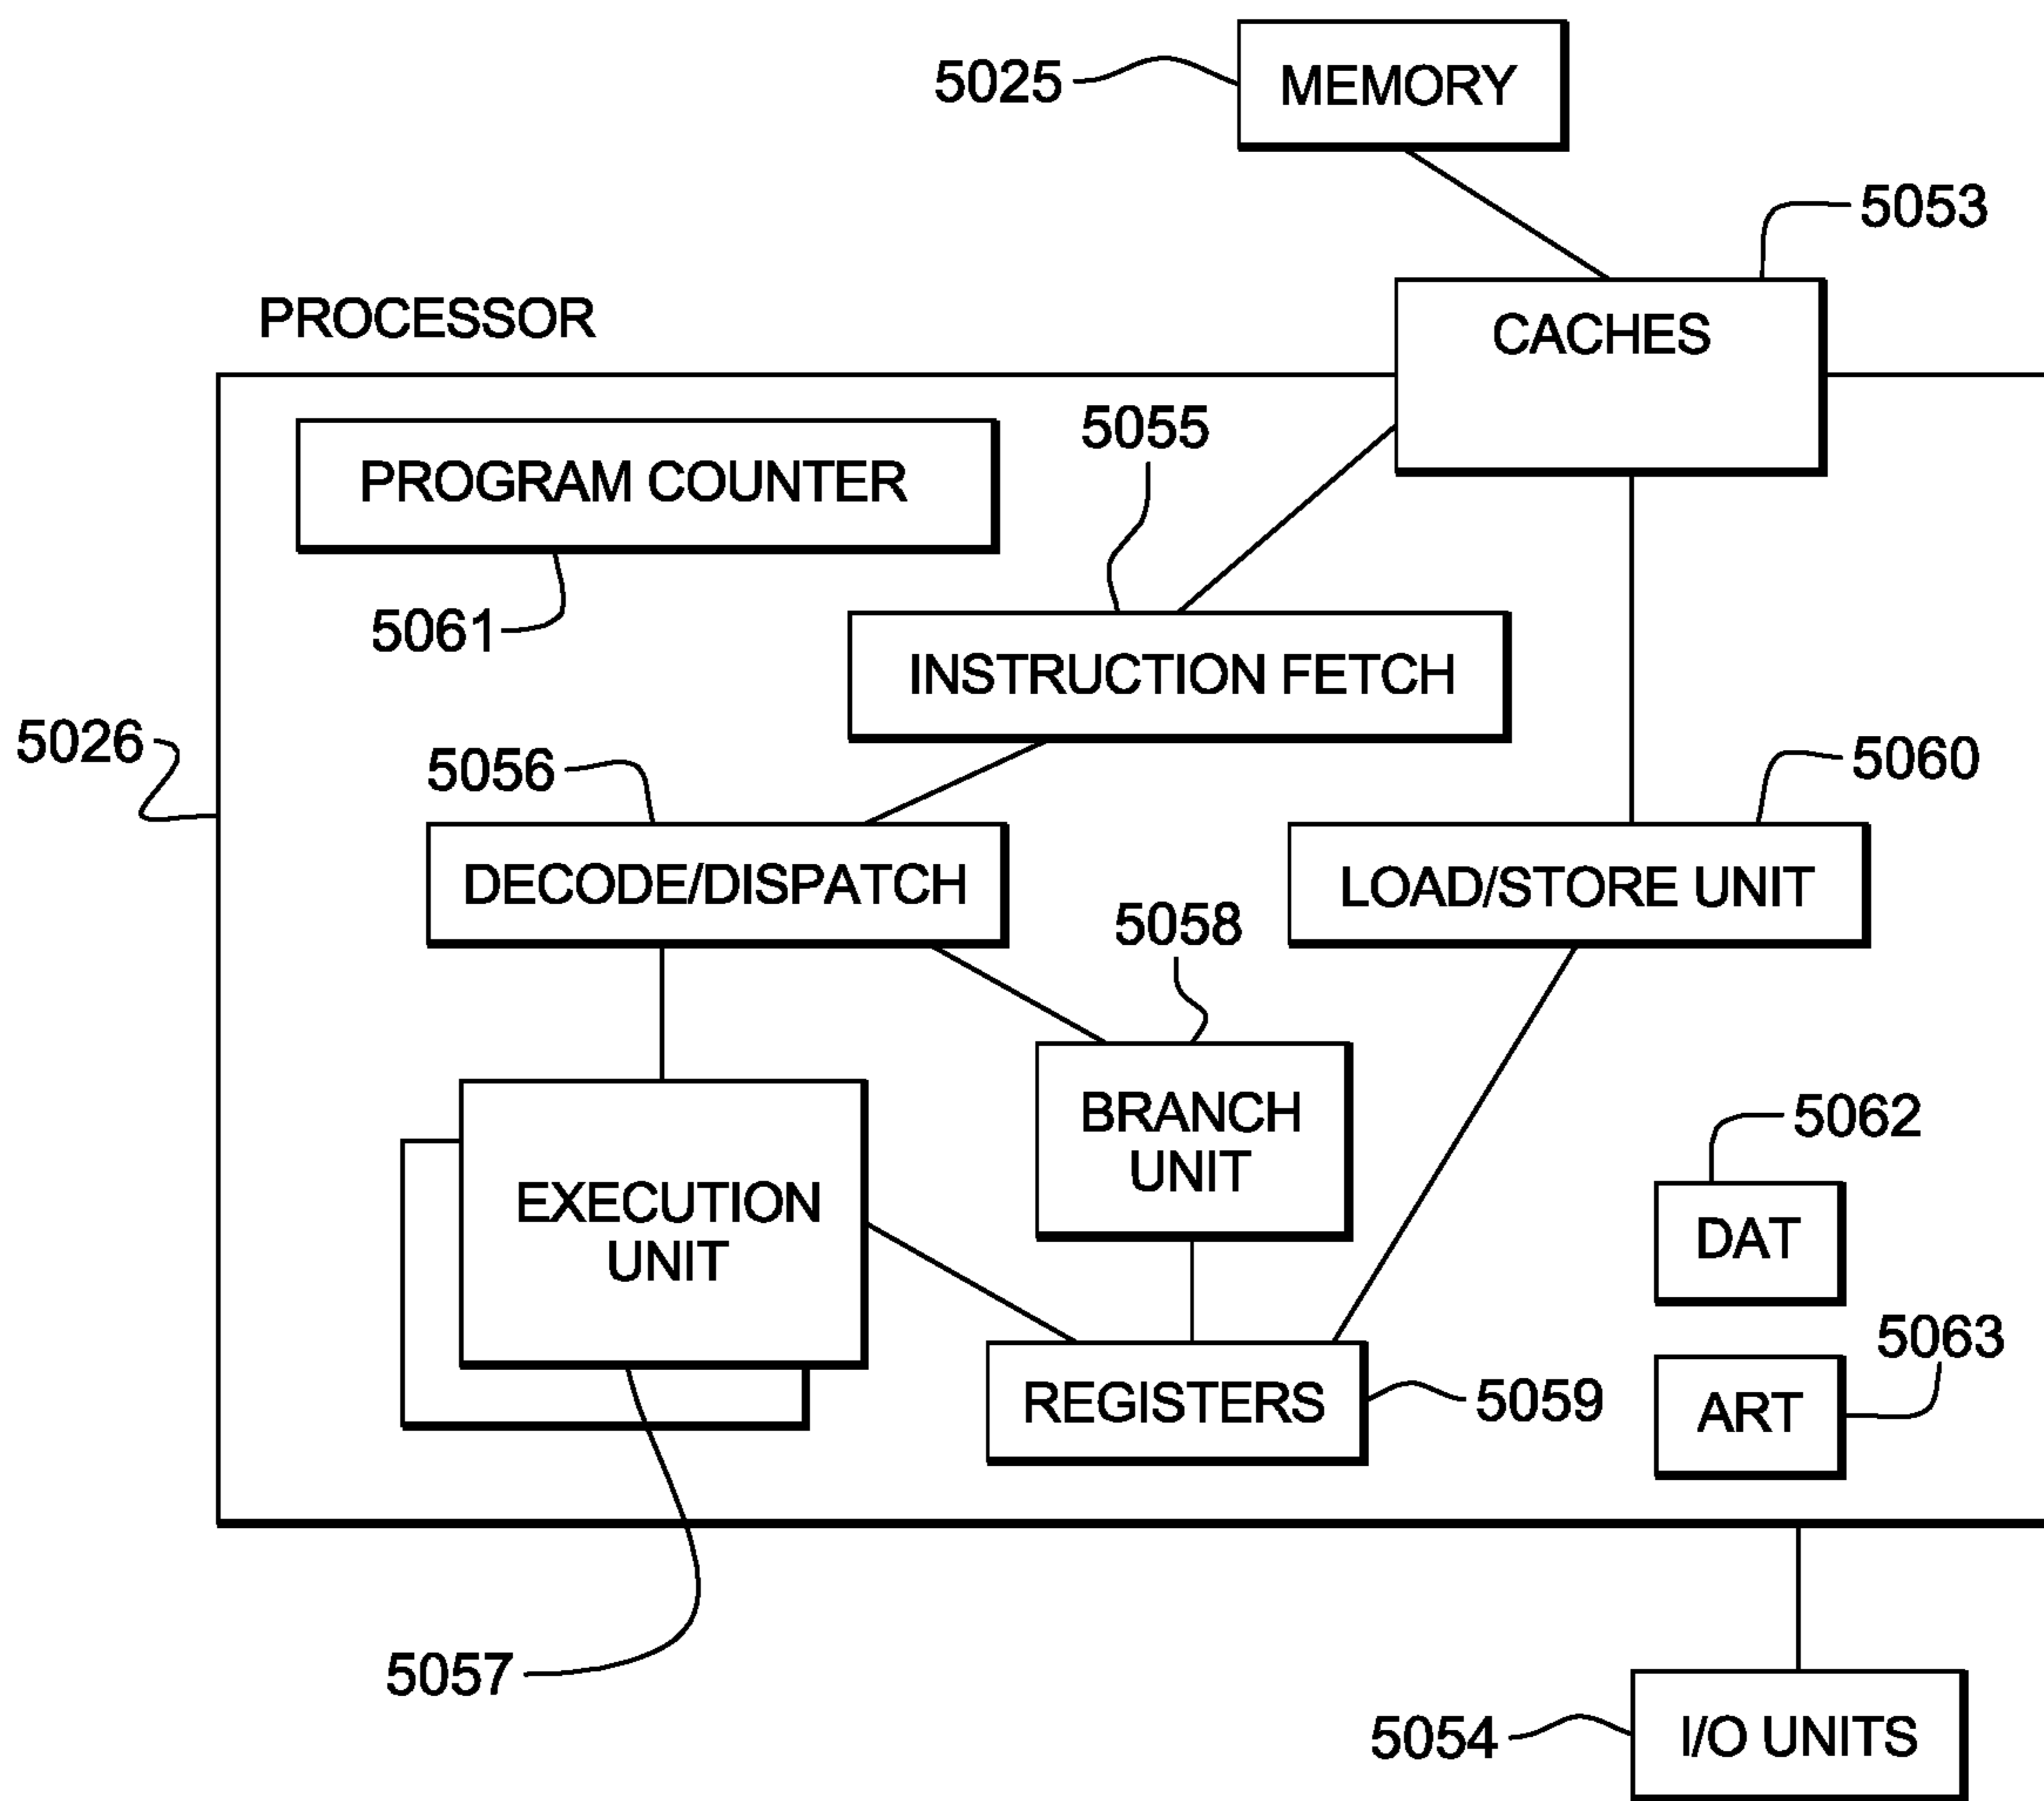 5025
MEMORY
5053
CACHES
PROCESSOR
5055
PROGRAM COUNTER
5061
INSTRUCTION FETCH
5026
5056
5060
DECODE/DISPATCH
LOAD/STORE UNIT
5058
BRANCH
UNIT
5062
EXECUTION
UNIT
DAT
5063
REGISTERS
5059
ART
5057
5054
I/O UNITS